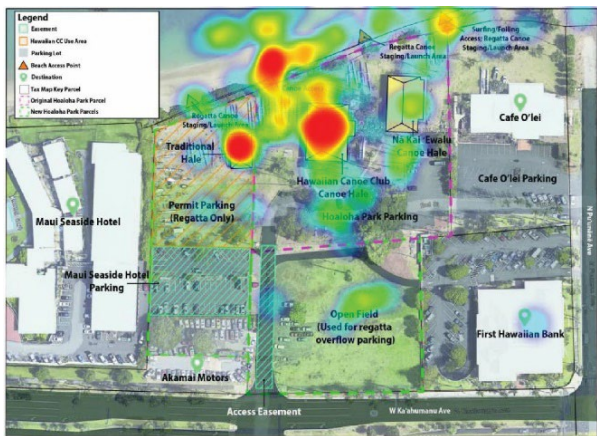 Legend
Easement
Hawaiian CC Use Area
Parking Lot
Beach Access Point
Destination
Tax Map Key Parcel
Original Hoaloha Park Parcel
New Hoaloha Park Parcels
Regatta Canoe
Staging/Launch Area
Surfing/Foiling
Access; Regatta Canoe
Staging/Launch Area
Regatta Canoe
Staging/Launch Area
Traditional
Hale
Hawaiian Canoe Club
Canoe Hale
Nā Kai ʻEwalu
Canoe Hale
Cafe O'lei
Cafe O'lei Parking
Permit Parking
(Regatta Only)
Hoaloha Park Parking
Maui Seaside Hotel
Maui Seaside Hotel
Parking
Open Field
(Used for regatta
overflow parking)
First Hawaiian Bank
Akamai Motors
Access Easement
W Ka'ahumanu Ave
N Puunene Ave